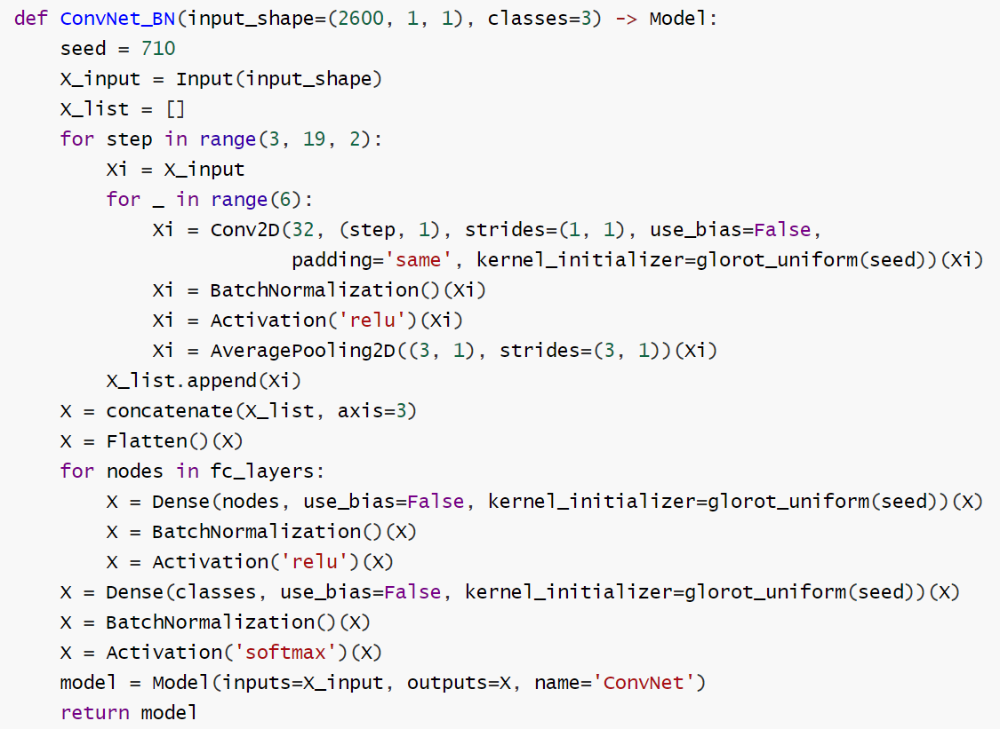 def ConvNet_BN(input_shape=(2600, 1, 1), classes=3) -> Model:
    seed = 710
    X_input = Input(input_shape)
    X_list = []
    for step in range(3, 19, 2):
        Xi = X_input
        for _ in range(6):
            Xi = Conv2D(32, (step, 1), strides=(1, 1), use_bias=False,
                        padding='same', kernel_initializer=glorot_uniform(seed))(Xi)
            Xi = BatchNormalization()(Xi)
            Xi = Activation('relu')(Xi)
            Xi = AveragePooling2D((3, 1), strides=(3, 1))(Xi)
        X_list.append(Xi)
    X = concatenate(X_list, axis=3)
    X = Flatten()(X)
    for nodes in fc_layers:
        X = Dense(nodes, use_bias=False, kernel_initializer=glorot_uniform(seed))(X)
        X = BatchNormalization()(X)
        X = Activation('relu')(X)
    X = Dense(classes, use_bias=False, kernel_initializer=glorot_uniform(seed))(X)
    X = BatchNormalization()(X)
    X = Activation('softmax')(X)
    model = Model(inputs=X_input, outputs=X, name='ConvNet')
    return model